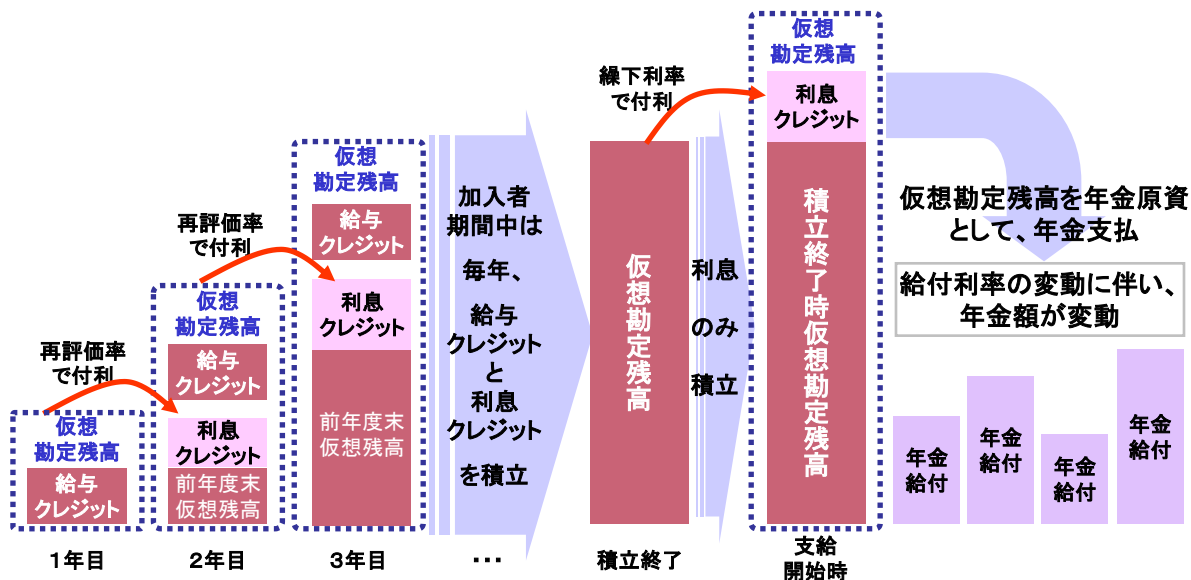 仮想
勘定残高
給与
クレジット
1年目
再評価率
で付利
仮想
勘定残高
給与
クレジット
利息
クレジット
前年度末
仮想残高
2年目
再評価率
で付利
仮想
勘定残高
給与
クレジット
利息
クレジット
前年度末
仮想残高
3年目
加入者
期間中は
毎年、
給与
クレジット
と
利息
クレジット
を積立
・・・
仮想勘定残高
積立終了
繰下利率
で付利
利息
のみ
積立
仮想
勘定残高
利息
クレジット
積立終了時仮想勘定残高
支給
開始時
仮想勘定残高を年金原資
として、年金支払
給付利率の変動に伴い、
年金額が変動
年金
給付
年金
給付
年金
給付
年金
給付